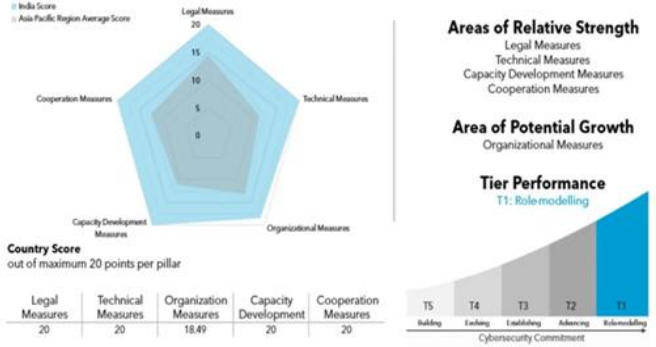 India Score
Asia Pacific Region Average Score
Legal Measures
20
15
10
5
0
Cooperation Measures
Technical Measures
Capacity Development
Measures
Organizational Measures
Country Score
out of maximum 20 points per pillar
Legal Measures
Technical Measures
Organization Measures
Capacity Development
Cooperation Measures
20
20
18.49
20
20
Areas of Relative Strength
Legal Measures
Technical Measures
Capacity Development Measures
Cooperation Measures
Area of Potential Growth
Organizational Measures
Tier Performance
T1: Role-modelling
T5
T4
T3
T2
T1
Building
Evolving
Establishing
Advancing
Role-modelling
Cybersecurity Commitment